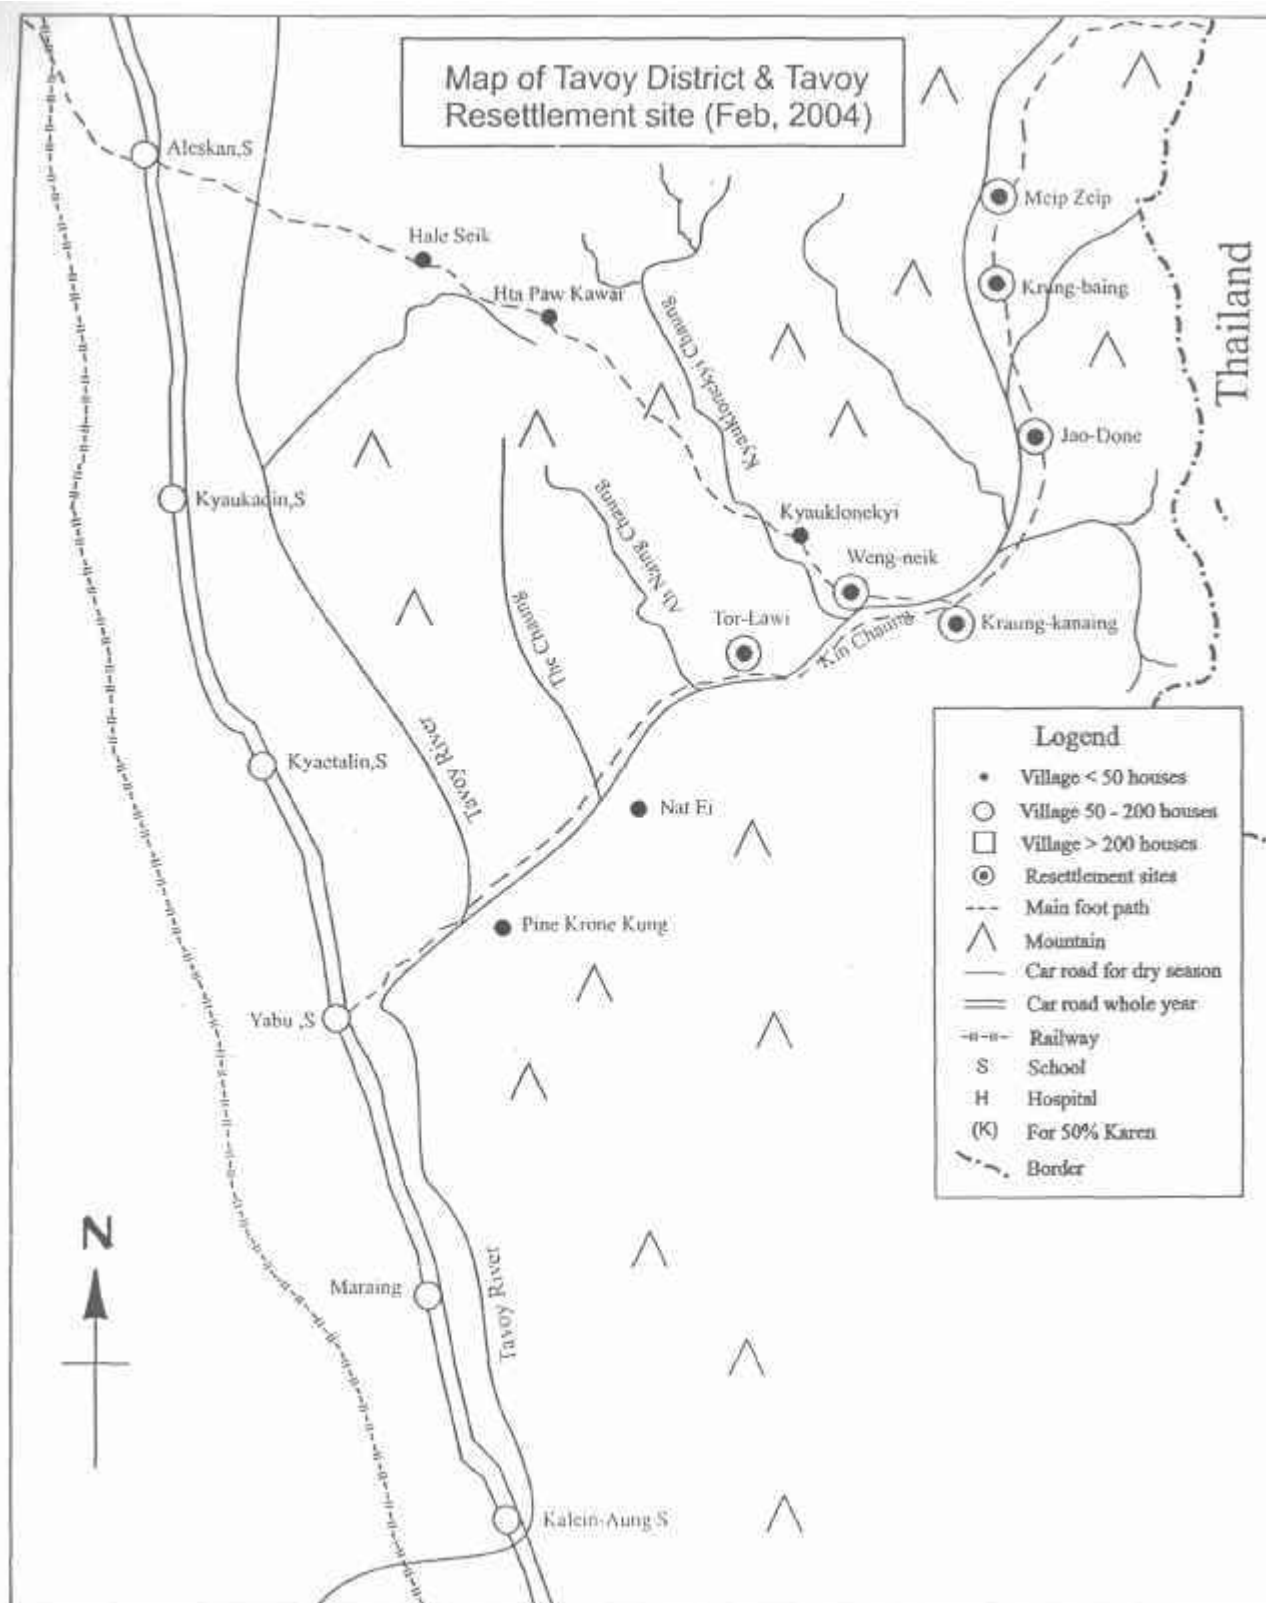 Map of Tavoy District & Tavoy
Resettlement site (Feb, 2004)
Aleskan,S
Meip Zeip
Hale Seik
Thailand
Krung-baing
Hta Paw Kawar
Kyauklonekyi Chaung
Jao-Done
Kyaukadin,S
Kyauklonekyi
Ah Naing Chaung
Weng-neik
The Chaung
Tor-Lawi
Kraung-kanaing
Kin Chaung
Tavoy River
Kyaetalin,S
Nat Ei
Pine Krone Kung
Yabu ,S
Maraing
Tavoy River
Kalein-Aung S
N
Legend
Village < 50 houses
Village 50 - 200 houses
Village > 200 houses
Resettlement sites
Main foot path
Mountain
Car road for dry season
Car road whole year
Railway
S School
H Hospital
(K) For 50% Karen
Border